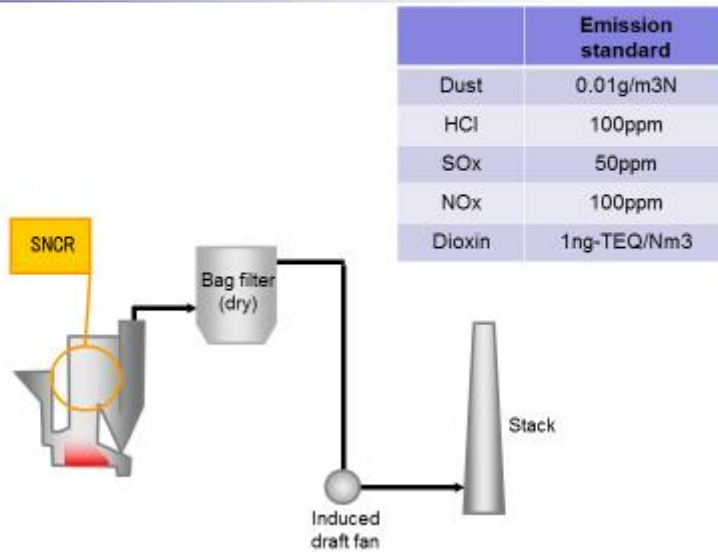 Emission
standard
Dust 0.01g/m3N
HCl 100ppm
SOx 50ppm
NOx 100ppm
Dioxin 1ng-TEQ/Nm3
SNCR
Bag filter
(dry)
Stack
Induced
draft fan